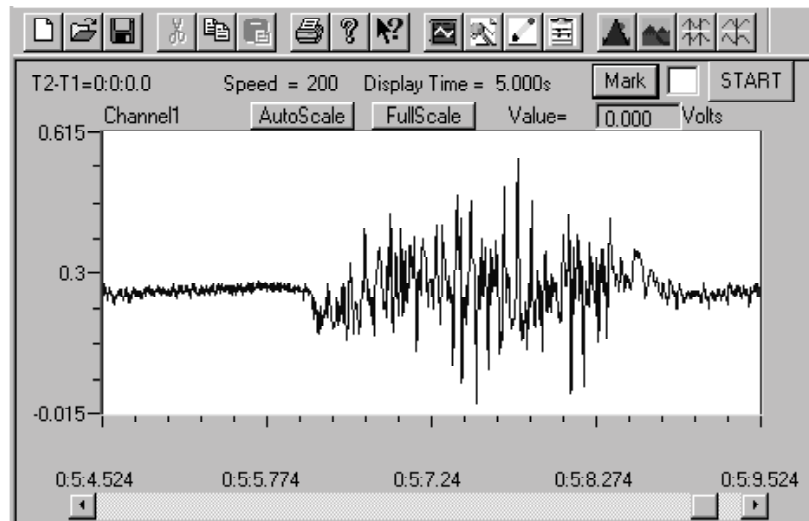 T2-T1=0:0:0.0 Speed = 200 Display Time = 5.000s Mark START
Channel1 AutoScale FullScale Value= 0.000 Volts
0.615
0.3
-0.015
0:5:4.524 0:5:5.774 0:5:7.24 0:5:8.274 0:5:9.524